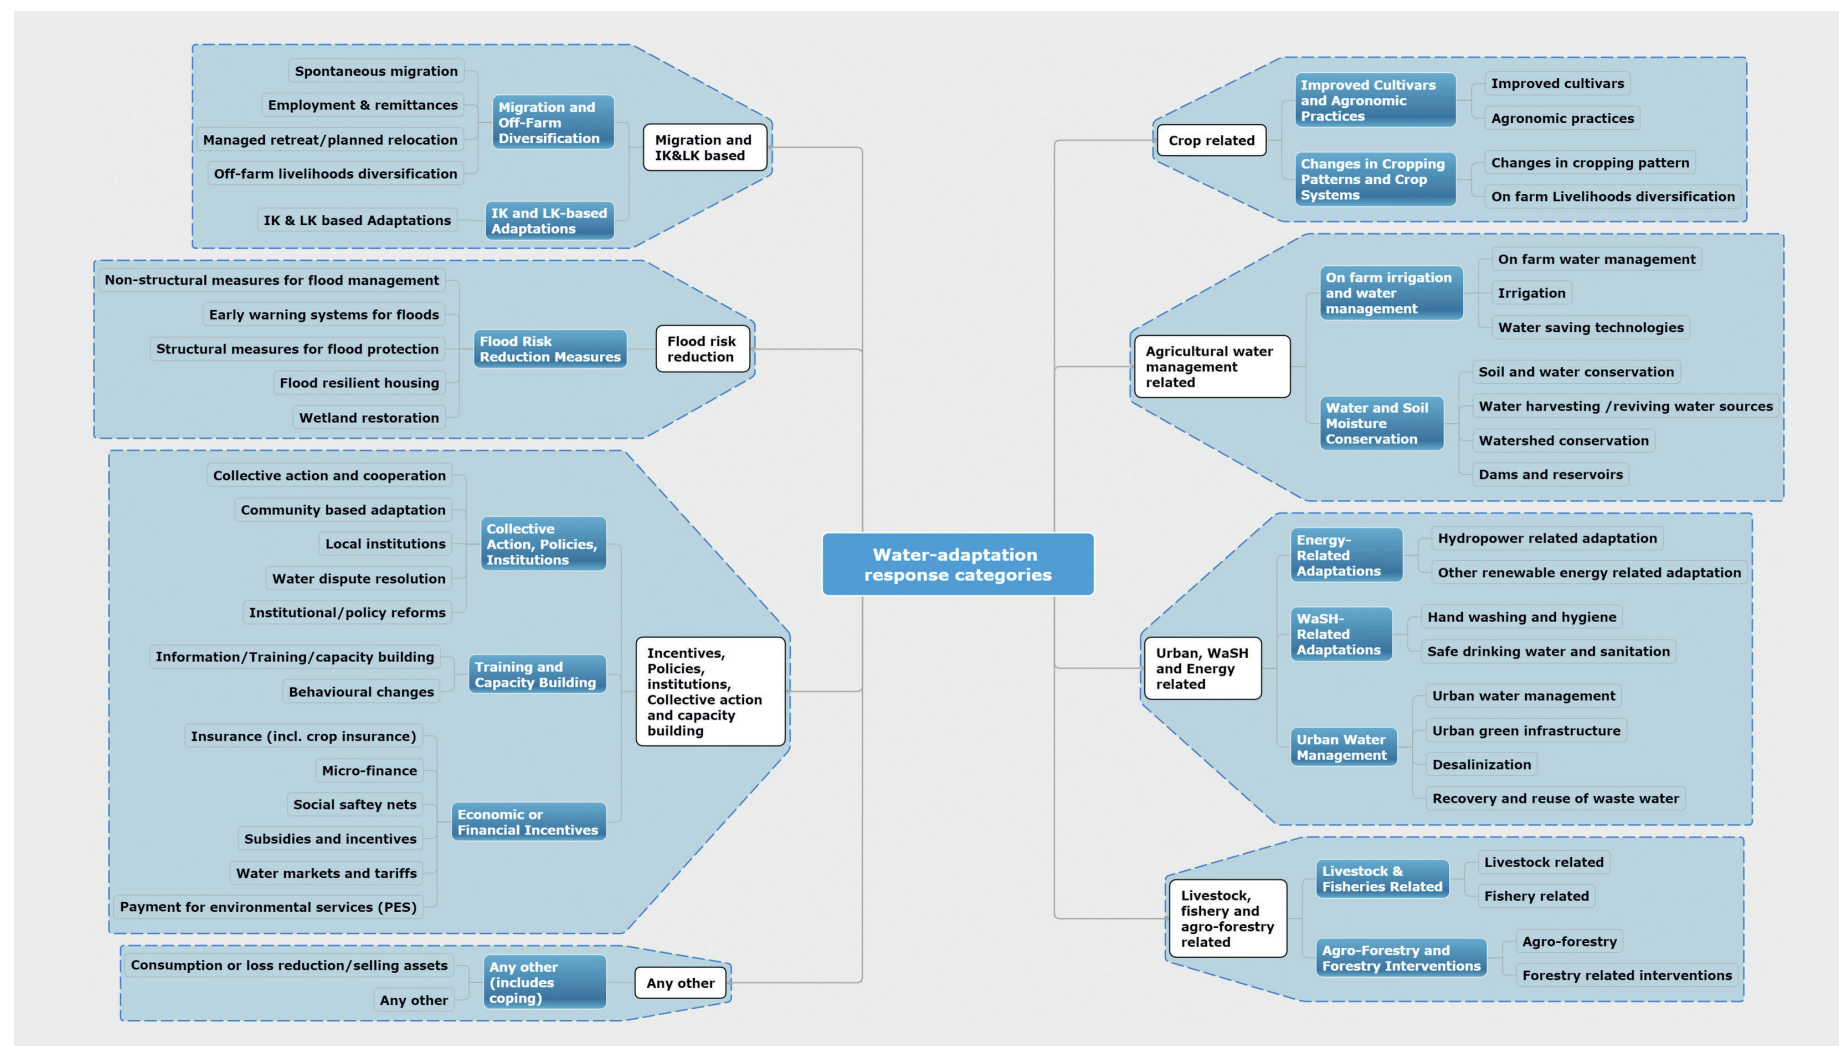 Water-adaptation
response categories
Migration and
IK&LK based
Migration and
Off-Farm
Diversification
Spontaneous migration
Employment & remittances
Managed retreat/planned relocation
Off-farm livelihoods diversification
IK and LK-based
Adaptations
IK & LK based Adaptations
Flood risk
reduction
Flood Risk
Reduction Measures
Non-structural measures for flood management
Early warning systems for floods
Structural measures for flood protection
Flood resilient housing
Wetland restoration
Incentives,
Policies,
institutions,
Collective action
and capacity
building
Collective
Action, Policies,
Institutions
Collective action and cooperation
Community based adaptation
Local institutions
Water dispute resolution
Institutional/policy reforms
Training and
Capacity Building
Information/Training/capacity building
Behavioural changes
Economic or
Financial Incentives
Insurance (incl. crop insurance)
Micro-finance
Social saftey nets
Subsidies and incentives
Water markets and tariffs
Payment for environmental services (PES)
Any other
Any other
(includes
coping)
Consumption or loss reduction/selling assets
Any other
Crop related
Improved Cultivars
and Agronomic
Practices
Improved cultivars
Agronomic practices
Changes in Cropping
Patterns and Crop
Systems
Changes in cropping pattern
On farm Livelihoods diversification
Agricultural water
management
related
On farm irrigation
and water
management
On farm water management
Irrigation
Water saving technologies
Water and Soil
Moisture
Conservation
Soil and water conservation
Water harvesting /reviving water sources
Watershed conservation
Dams and reservoirs
Urban, WaSH
and Energy
related
Energy-
Related
Adaptations
Hydropower related adaptation
Other renewable energy related adaptation
WaSH-
Related
Adaptations
Hand washing and hygiene
Safe drinking water and sanitation
Urban Water
Management
Urban water management
Urban green infrastructure
Desalinization
Recovery and reuse of waste water
Livestock,
fishery and
agro-forestry
related
Livestock &
Fisheries Related
Livestock related
Fishery related
Agro-Forestry and
Forestry Interventions
Agro-forestry
Forestry related interventions